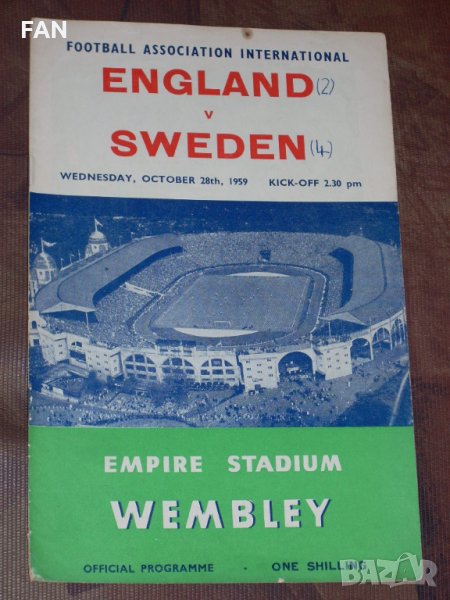 FAN
FOOTBALL ASSOCIATION INTERNATIONAL
ENGLAND (2)
v
SWEDEN (4)
WEDNESDAY, OCTOBER 28th, 1959 KICK-OFF 2.30 pm
EMPIRE STADIUM
WEMBLEY
OFFICIAL PROGRAMME · ONE SHILLING
BAZAR